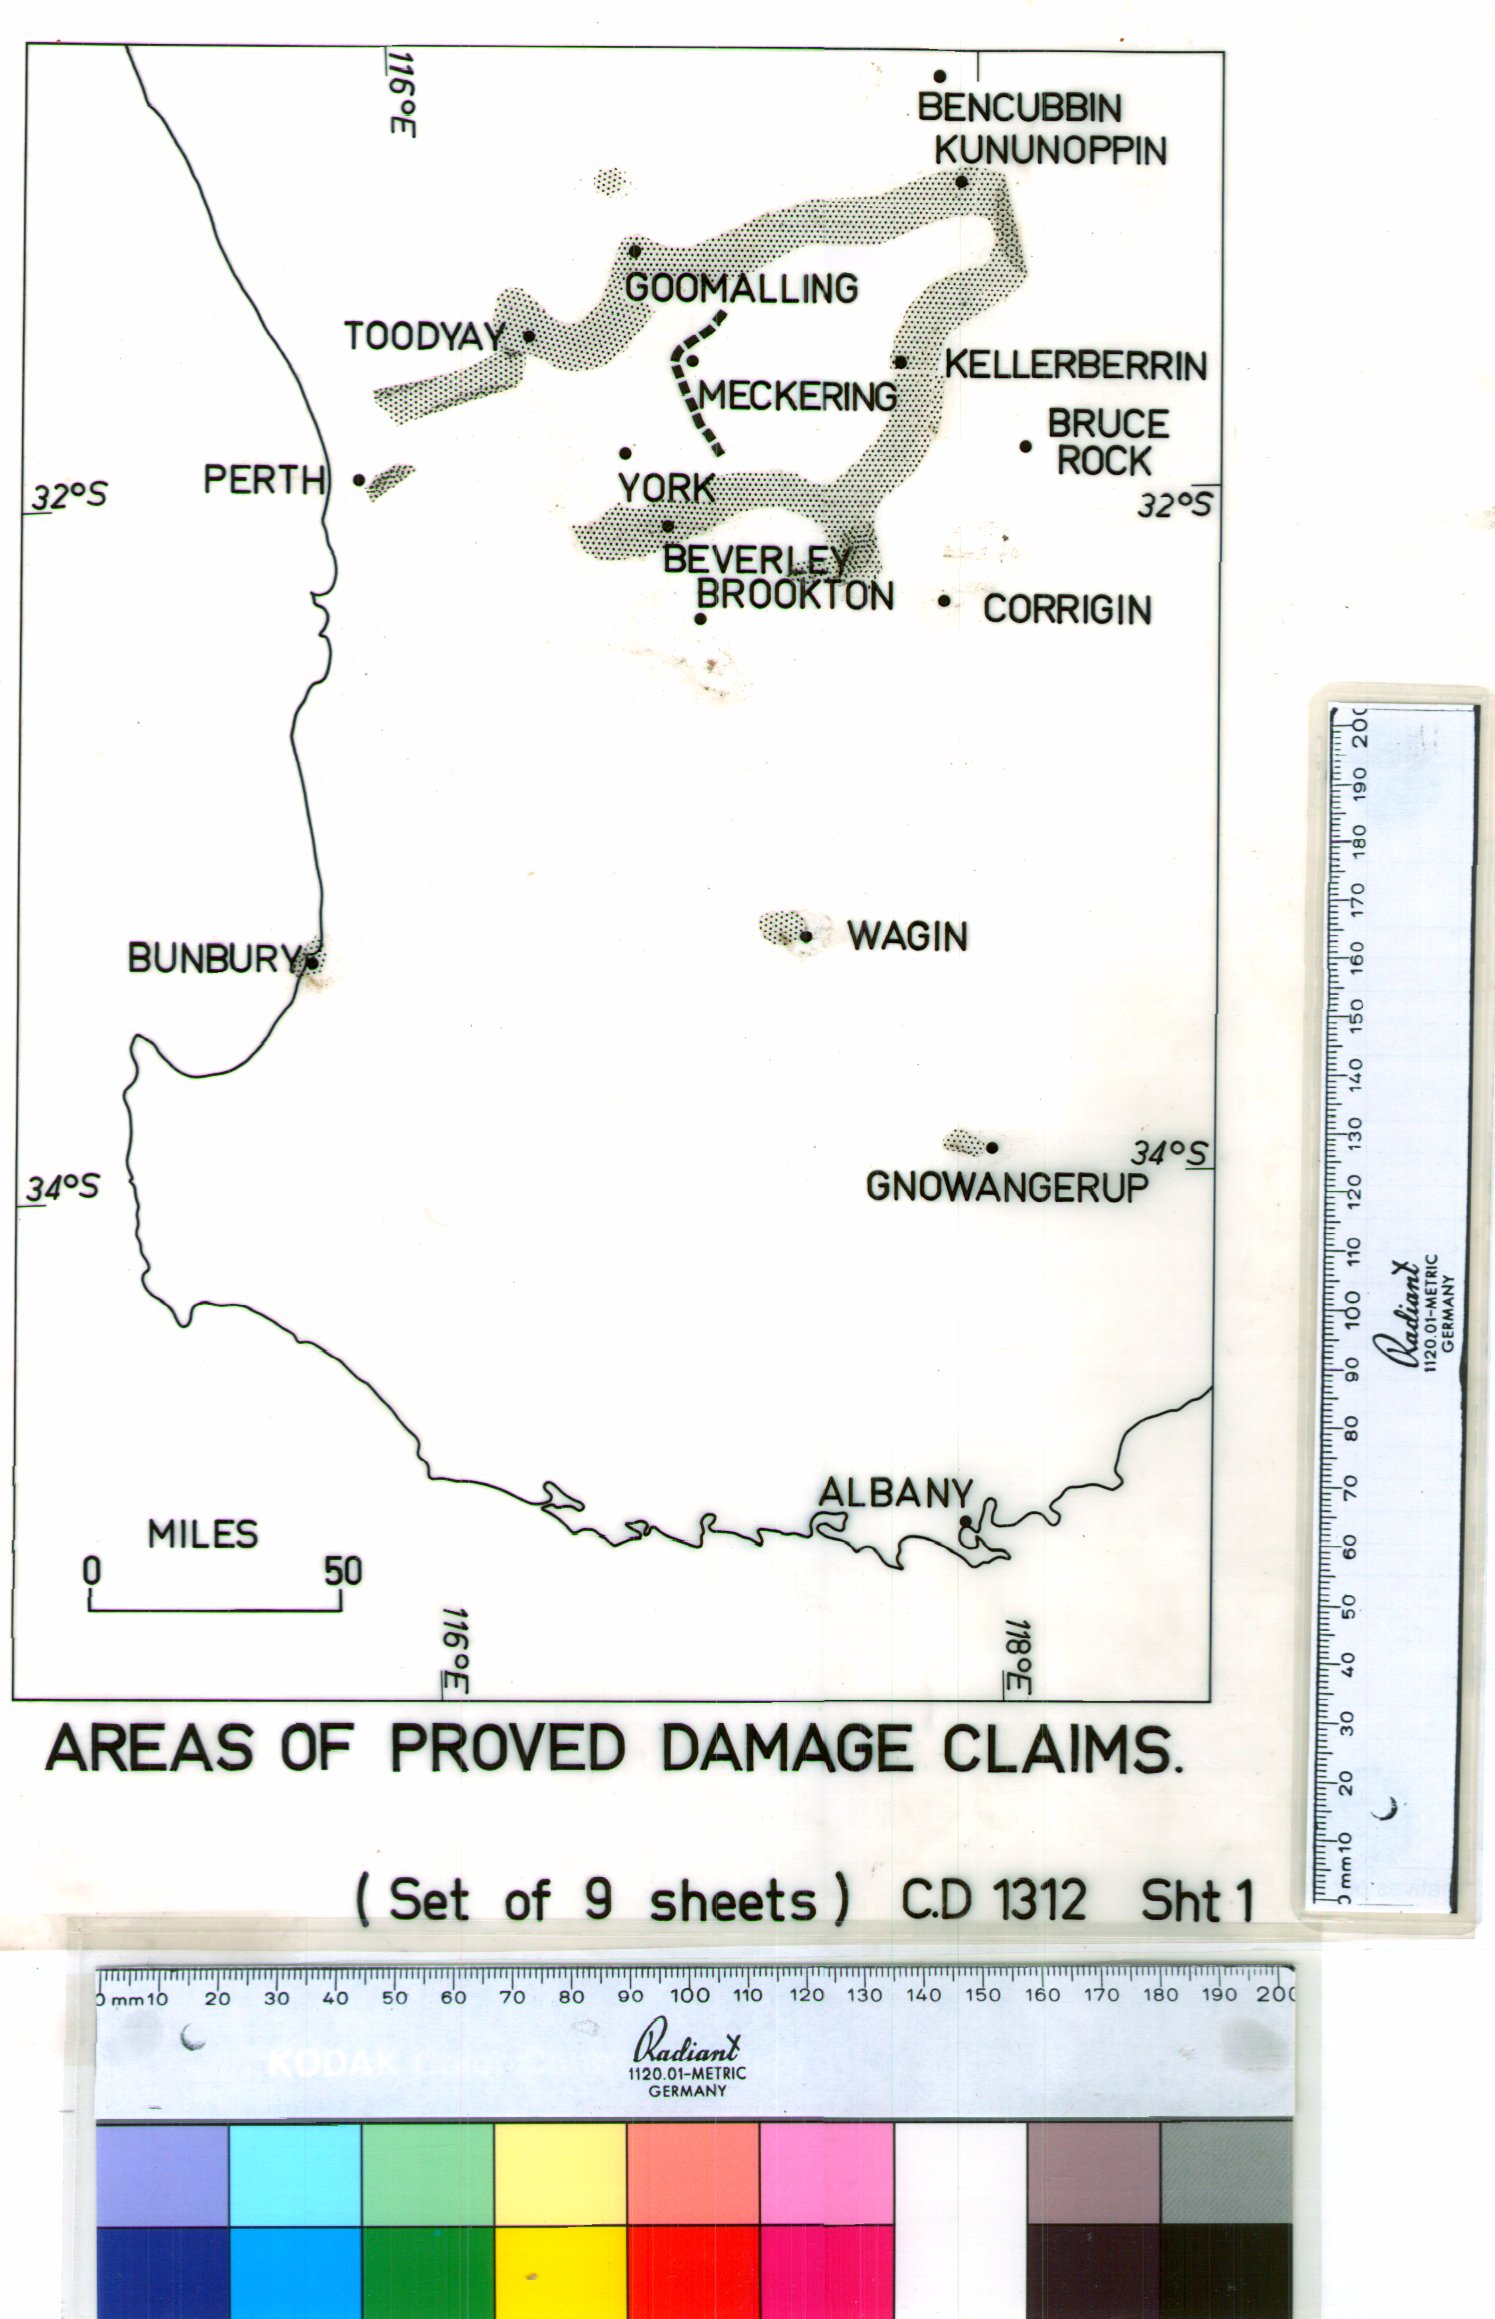 116°E
BENCUBBIN
KUNUNOPPIN
GOOMALLING
TOODYAY
KELLERBERRIN
MECKERING
BRUCE
ROCK
PERTH
YORK
32°S
32°S
BEVERLEY
BROOKTON
CORRIGIN
WAGIN
BUNBURY
34°S
GNOWANGERUP
34°S
ALBANY
MILES
0 50
116°E
118°E
AREAS OF PROVED DAMAGE CLAIMS.
(Set of 9 sheets) C.D 1312 Sht 1
200
190
180
170
160
150
140
130
120
110
100
90
80
70
60
50
40
30
20
10
0 mm
Radiant
1120.01-METRIC
GERMANY
0 mm 10 20 30 40 50 60 70 80 90 100 110 120 130 140 150 160 170 180 190 200
Radiant
1120.01-METRIC
GERMANY
KODAK